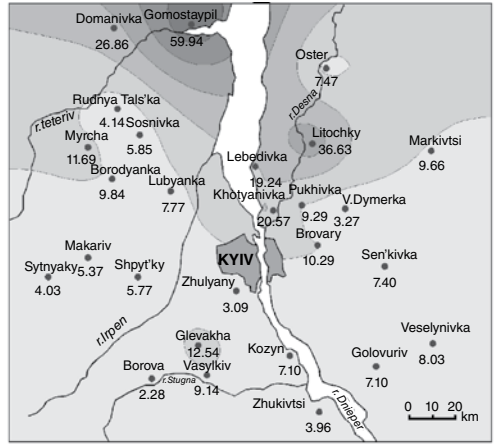 Domanivka
26.86
Gomostaypil
59.94
Oster
7.47
r.Desna
r.teteriv
Rudnya Tals'ka
4.14
Sosnivka
5.85
Myrcha
11.69
Borodyanka
9.84
Lubyanka
7.77
Litochky
36.63
Markivtsi
9.66
Lebedivka
19.24
Khotyanivka
20.57
Pukhivka
9.29
V.Dymerka
3.27
Brovary
10.29
Makariv
5.37
Sytnyaky
4.03
Shpyt'ky
5.77
KYIV
Sen'kivka
7.40
Zhulyany
3.09
r.Irpen
Glevakha
12.54
Vasylkiv
9.14
Kozyn
7.10
Veselynivka
8.03
Golovuriv
7.10
Borova
2.28
r.Stugna
Zhukivtsi
3.96
r.Dnieper
0 10 20
km